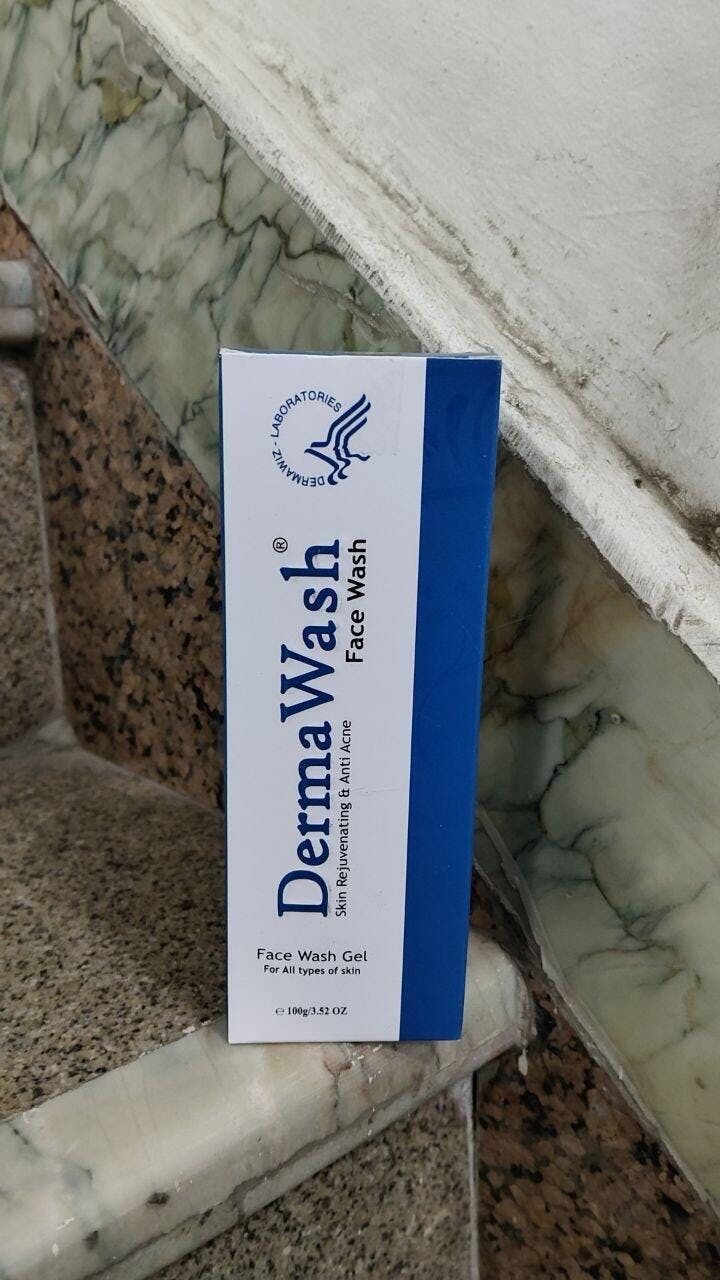 DERMAWIZ - LABORATORIES
DermaWash®
Face Wash
Skin Rejuvenating & Anti Acne
Face Wash Gel
For All types of skin
℮ 100g/3.52 OZ